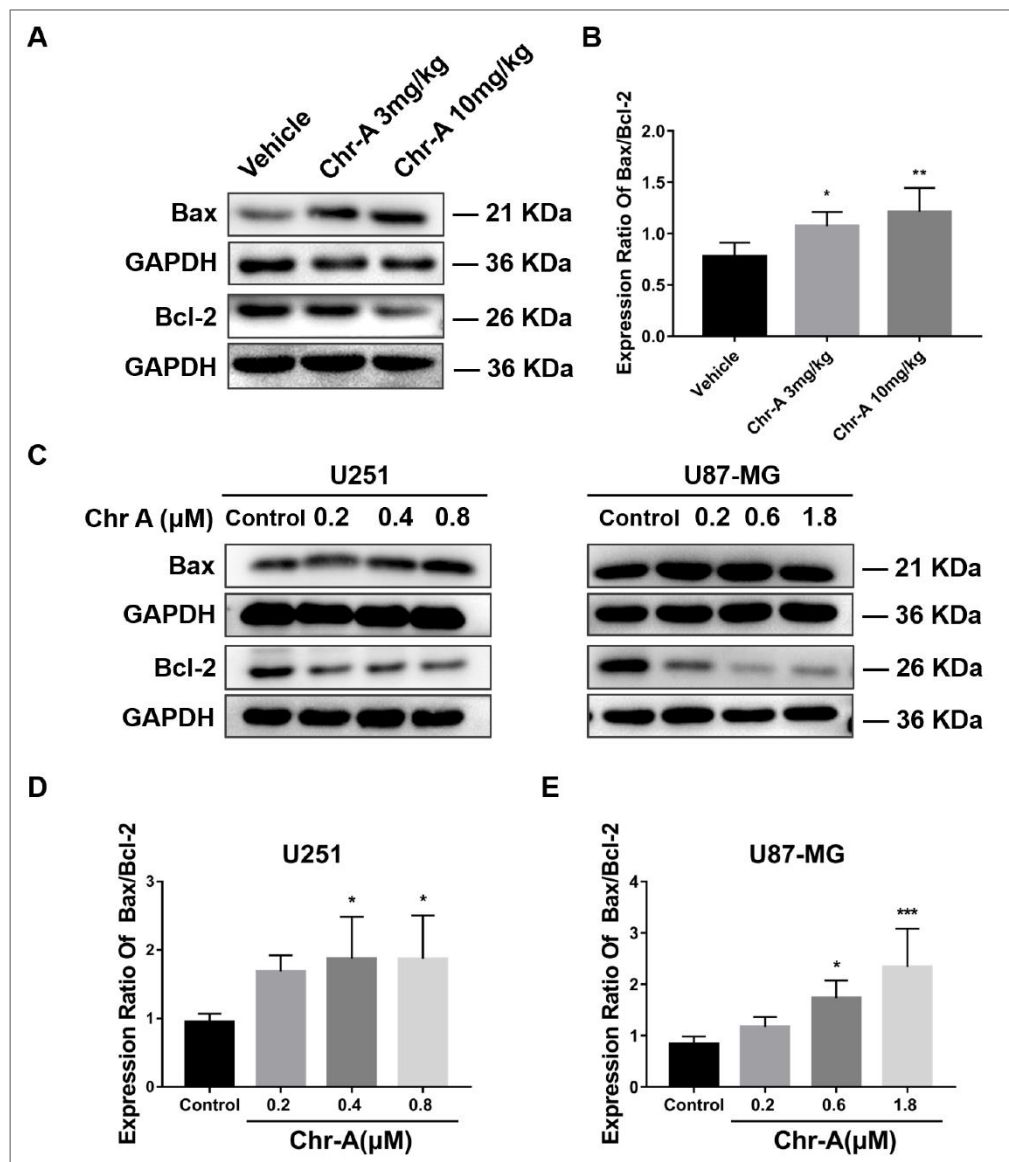 A
Vehicle
Chr-A 3mg/kg
Chr-A 10mg/kg
Bax
— 21 KDa
GAPDH
— 36 KDa
Bcl-2
— 26 KDa
GAPDH
— 36 KDa
B
Expression Ratio Of Bax/Bcl-2
2.0
1.5
1.0
0.5
0.0
*
**
Vehicle
Chr-A 3mg/kg
Chr-A 10mg/kg
C
U251
U87-MG
Chr A (µM) Control 0.2 0.4 0.8
Control 0.2 0.6 1.8
Bax
— 21 KDa
GAPDH
— 36 KDa
Bcl-2
— 26 KDa
GAPDH
— 36 KDa
D
U251
Expression Ratio Of Bax/Bcl-2
3
2
1
0
*
*
Control 0.2 0.4 0.8
Chr-A(µM)
E
U87-MG
Expression Ratio Of Bax/Bcl-2
4
3
2
1
0
*
***
Control 0.2 0.6 1.8
Chr-A(µM)